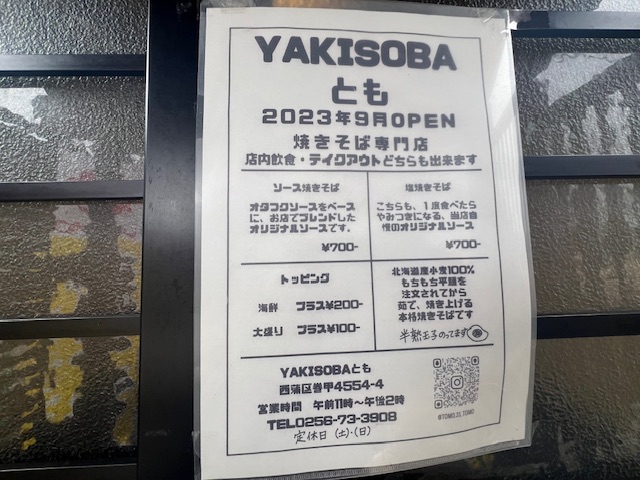 YAKISOBA
とも
2023年9月OPEN
焼きそば専門店
店内飲食・テイクアウトどちらも出来ます
ソース焼きそば
オタフクソースをベース
に、お店でブレンドした
オリジナルソースです。
¥700-
塩焼きそば
こちらも、1度食べたら
やみつきになる、当店自
慢のオリジナルソース
¥700-
トッピング
海鮮 プラス¥200-
大盛り プラス¥100-
北海道産小麦100%
もちもち平麺を
注文されてから
茹で、焼き上げる
本格焼きそばです
半熟玉子のってます
YAKISOBAとも
西蒲区巻甲4554-4
営業時間 午前11時〜午後2時
TEL0256-73-3908
定休日(土)・(日)
@TOMO.21.TOMO